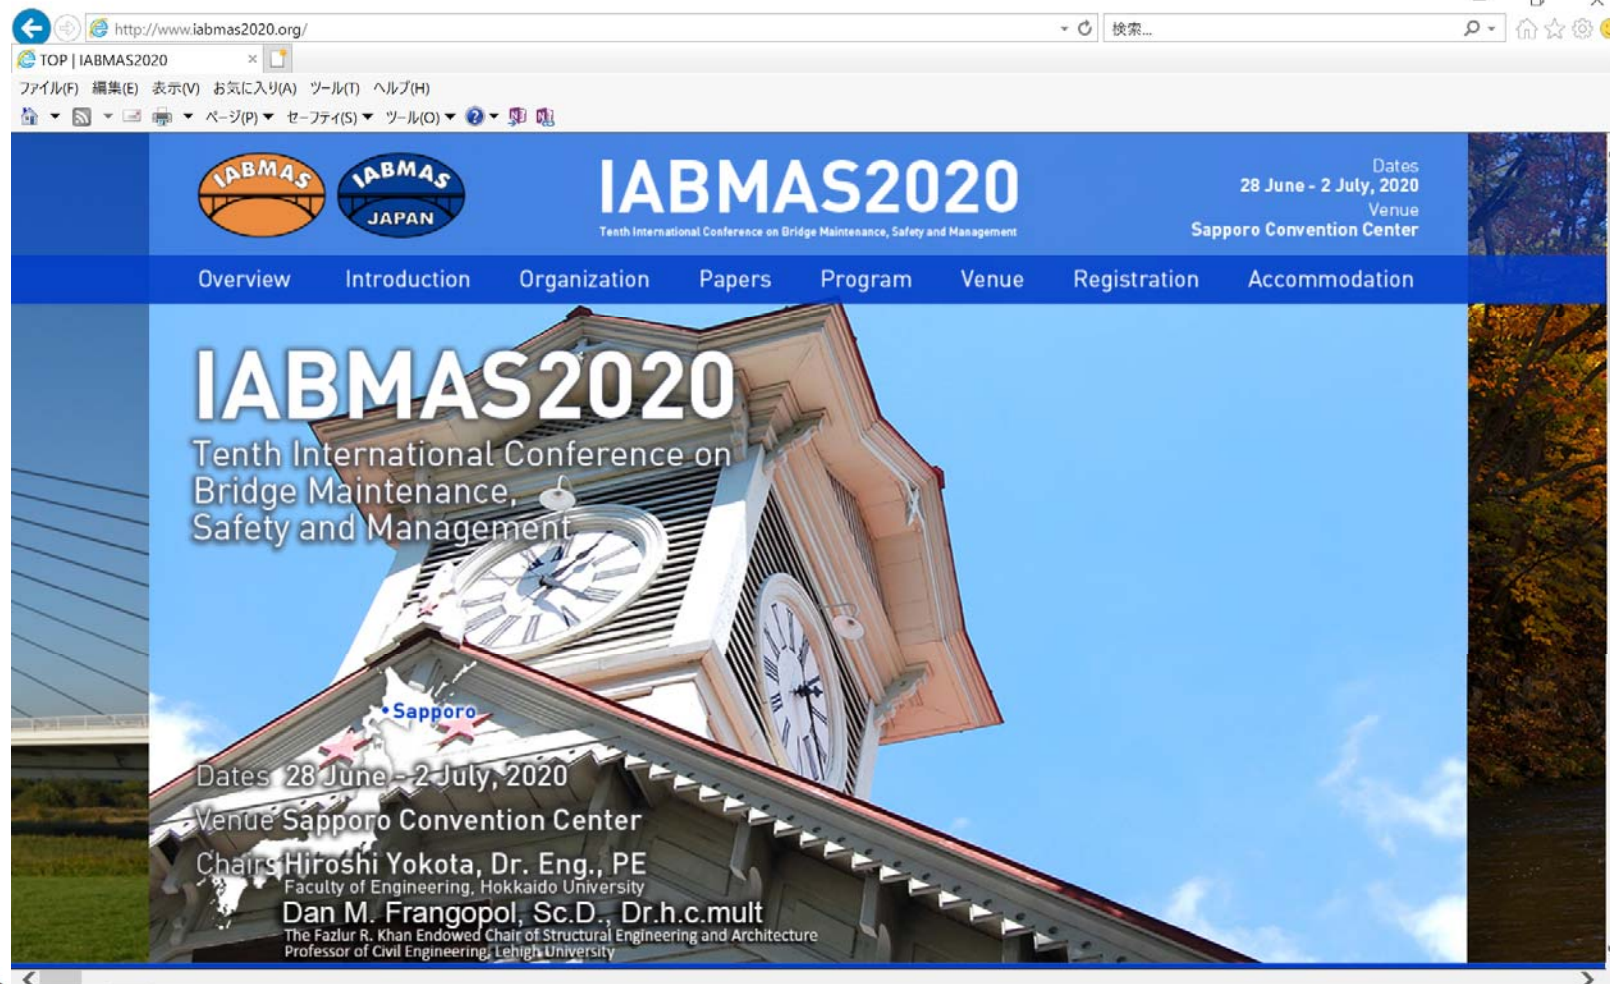 http://www.iabmas2020.org/
検索...
TOP | IABMAS2020
ファイル(F) 編集(E) 表示(V) お気に入り(A) ツール(T) ヘルプ(H)
ページ(P) セーフティ(S) ツール(O)
IABMAS
IABMAS
JAPAN
IABMAS2020
Tenth International Conference on Bridge Maintenance, Safety and Management
Dates
28 June - 2 July, 2020
Venue
Sapporo Convention Center
Overview Introduction Organization Papers Program Venue Registration Accommodation
IABMAS2020
Tenth International Conference on
Bridge Maintenance,
Safety and Management
Sapporo
Dates 28 June - 2 July, 2020
Venue Sapporo Convention Center
Chairs Hiroshi Yokota, Dr. Eng., PE
Faculty of Engineering, Hokkaido University
Dan M. Frangopol, Sc.D., Dr.h.c.mult
The Fazlur R. Khan Endowed Chair of Structural Engineering and Architecture
Professor of Civil Engineering, Lehigh University